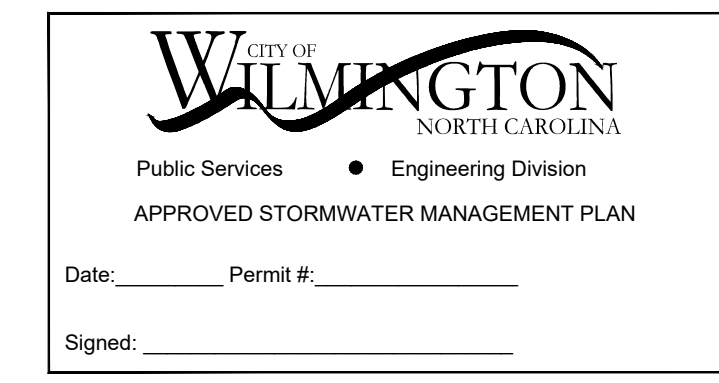 CITY OF
WILMINGTON
NORTH CAROLINA
Public Services ● Engineering Division
APPROVED STORMWATER MANAGEMENT PLAN
Date:_________ Permit #:_________________
Signed: _______________________________